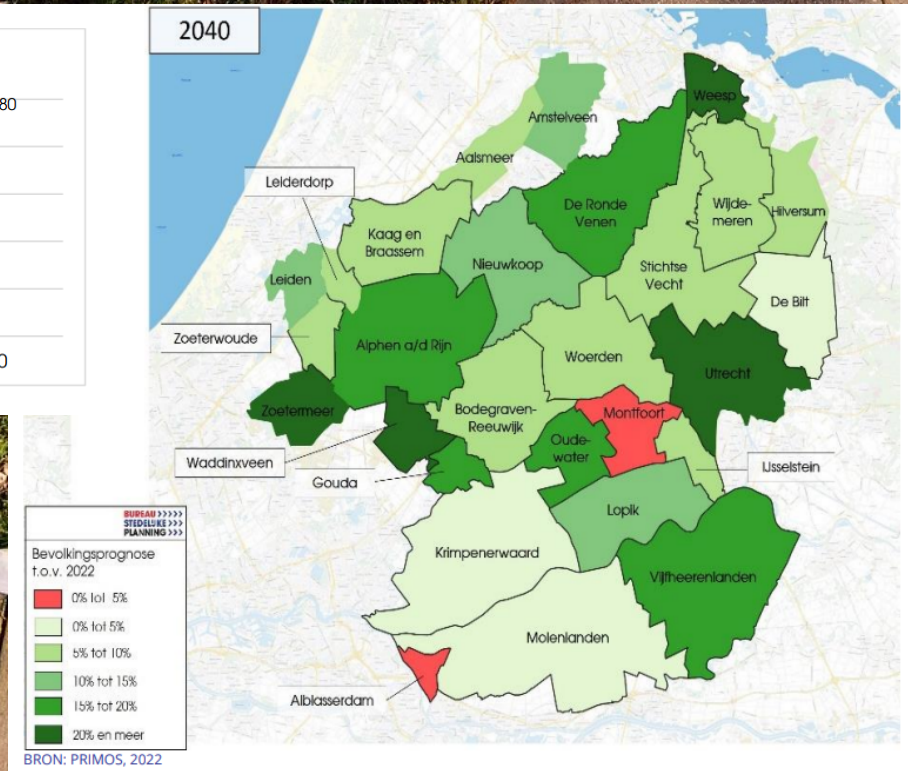 2040
80
0
Weesp
Amstelveen
Aalsmeer
Leiderdorp
De Ronde
Venen
Wijde-
meren
Hilversum
Kaag en
Braassem
Nieuwkoop
Stichtse
Vecht
Leiden
De Bilt
Zoeterwoude
Alphen a/d Rijn
Woerden
Utrecht
Zoetermeer
Bodegraven-
Reeuwijk
Montfoort
Oude-
water
Waddinxveen
IJsselstein
Gouda
Lopik
Krimpenerwaard
Vijfheerenlanden
Molenlanden
Alblasserdam
BUREAU >>>>>
STEDELIJKE >>>
PLANNING >>>
Bevolkingsprognose
t.o.v. 2022
0% tot -5%
0% tot 5%
5% tot 10%
10% tot 15%
15% tot 20%
20% en meer
BRON: PRIMOS, 2022